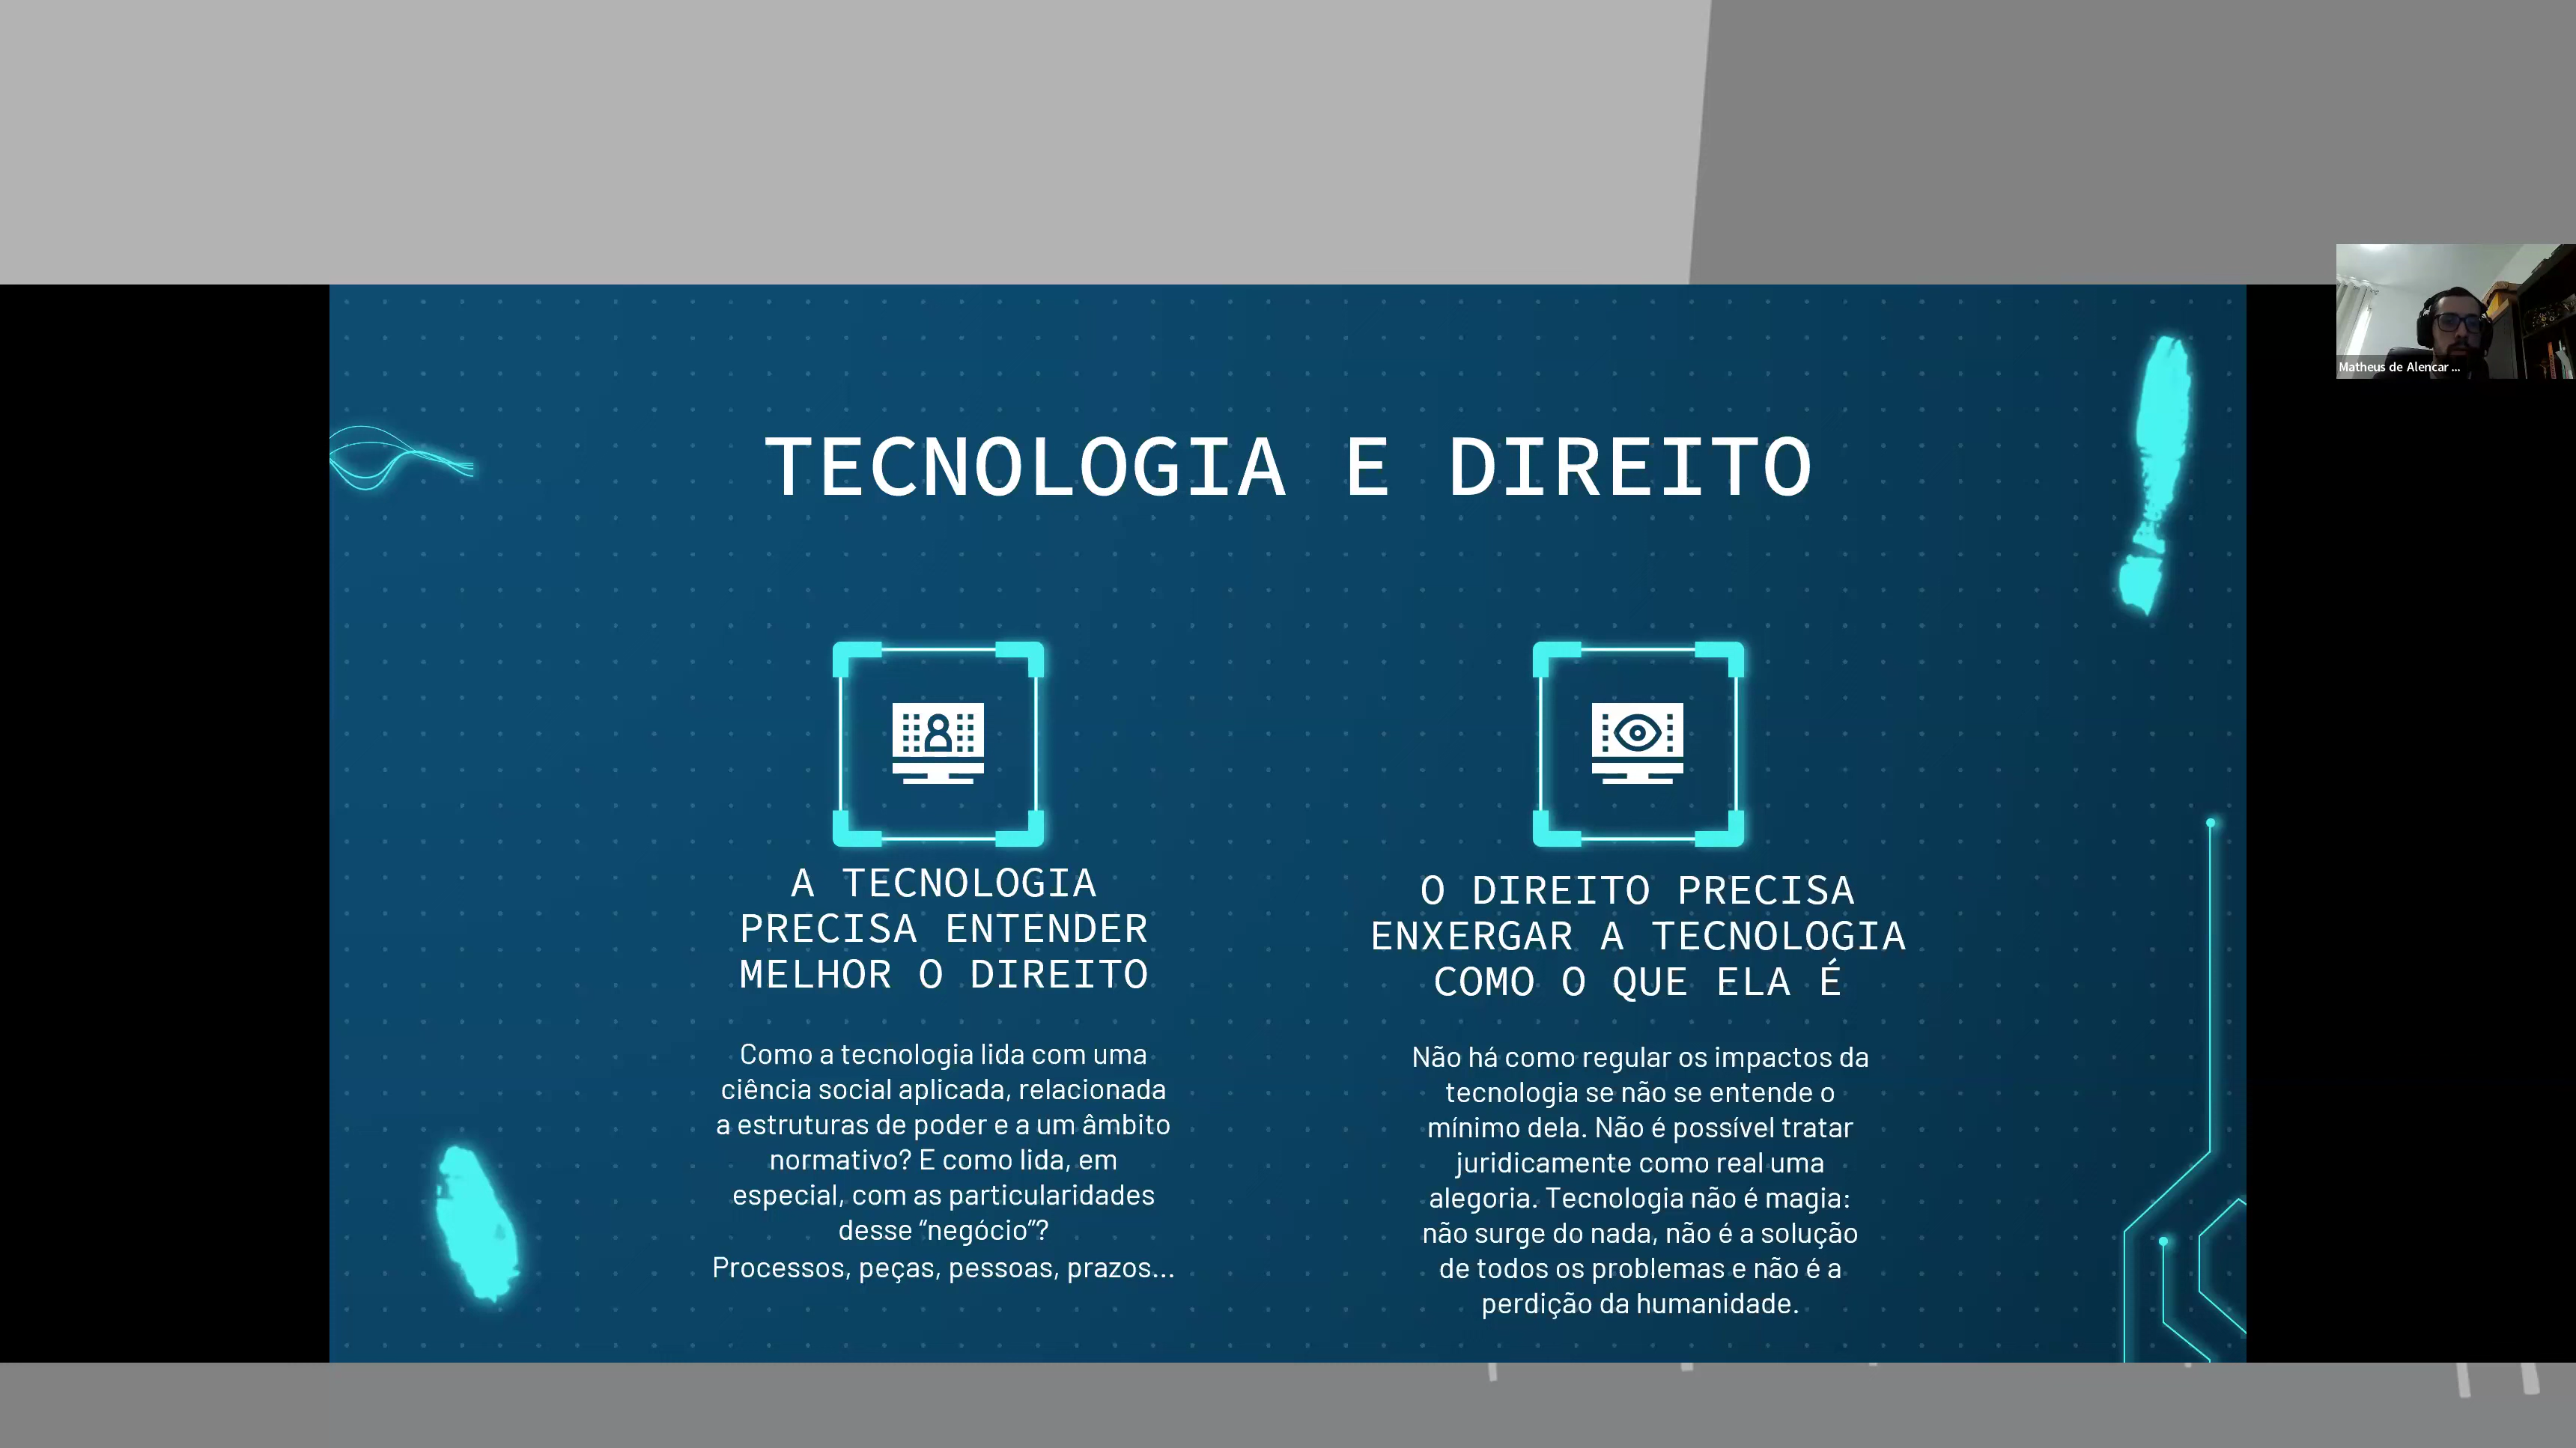 TECNOLOGIA E DIREITO
A TECNOLOGIA
PRECISA ENTENDER
MELHOR O DIREITO
Como a tecnologia lida com uma
ciência social aplicada, relacionada
a estruturas de poder e a um âmbito
normativo? E como lida, em
especial, com as particularidades
desse “negócio”?
Processos, peças, pessoas, prazos...
O DIREITO PRECISA
ENXERGAR A TECNOLOGIA
COMO O QUE ELA É
Não há como regular os impactos da
tecnologia se não se entende o
mínimo dela. Não é possível tratar
juridicamente como real uma
alegoria. Tecnologia não é magia:
não surge do nada, não é a solução
de todos os problemas e não é a
perdição da humanidade.
Matheus de Alencar ...